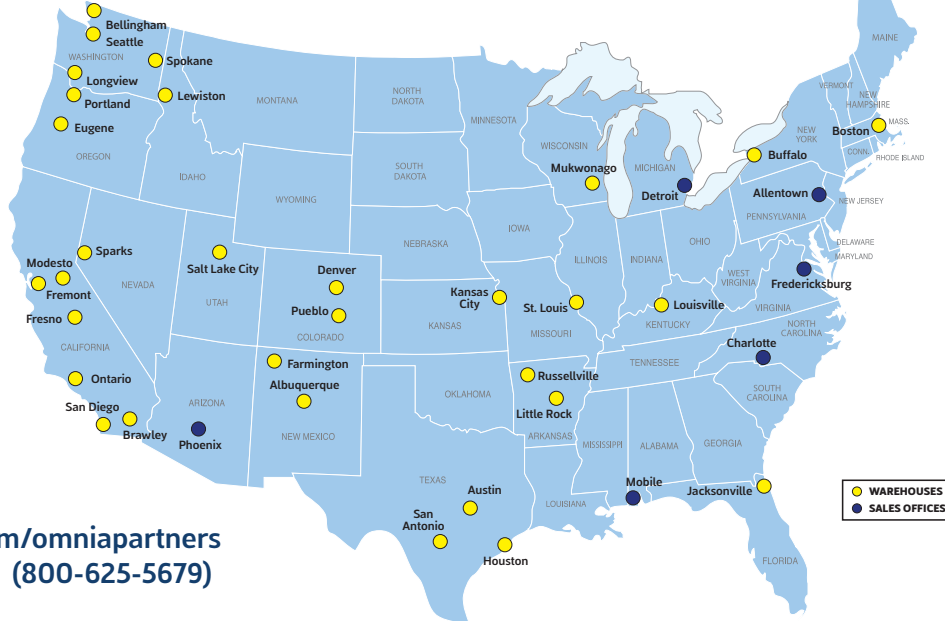 Bellingham
Seattle
WASHINGTON
Spokane
Longview
Lewiston
Portland
Eugene
OREGON
IDAHO
MONTANA
NORTH
DAKOTA
SOUTH
DAKOTA
MINNESOTA
WISCONSIN
Mukwonago
MICHIGAN
Detroit
MAINE
VERMONT
NEW
HAMPSHIRE
MASS.
Boston
NEW
YORK
CONN.
RHODE ISLAND
Buffalo
Allentown
NEW JERSEY
PENNSYLVANIA
DELAWARE
MARYLAND
WYOMING
NEBRASKA
IOWA
ILLINOIS
INDIANA
OHIO
WEST
VIRGINIA
Fredericksburg
VIRGINIA
Sparks
Modesto
Fremont
Fresno
NEVADA
CALIFORNIA
Salt Lake City
UTAH
Denver
Pueblo
COLORADO
Kansas
City
KANSAS
St. Louis
MISSOURI
Louisville
KENTUCKY
NORTH
CAROLINA
Charlotte
TENNESSEE
SOUTH
CAROLINA
Ontario
San Diego
Brawley
ARIZONA
Phoenix
Farmington
Albuquerque
NEW MEXICO
OKLAHOMA
Russellville
Little Rock
ARKANSAS
MISSISSIPPI
ALABAMA
GEORGIA
TEXAS
Austin
San
Antonio
Houston
LOUISIANA
Mobile
Jacksonville
FLORIDA
WAREHOUSES
SALES OFFICES
m/omniapartners
(800-625-5679)